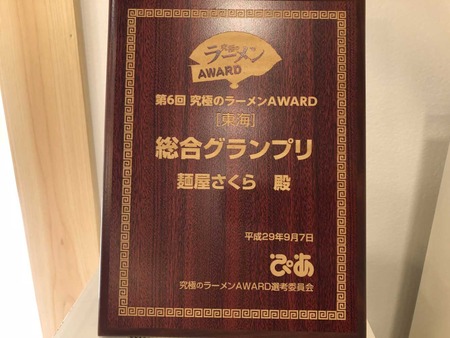 究極の
ラーメン
AWARD
第6回 究極のラーメンAWARD
[東海]
総合グランプリ
麺屋さくら 殿
平成29年9月7日
ぴあ
究極のラーメンAWARD選考委員会